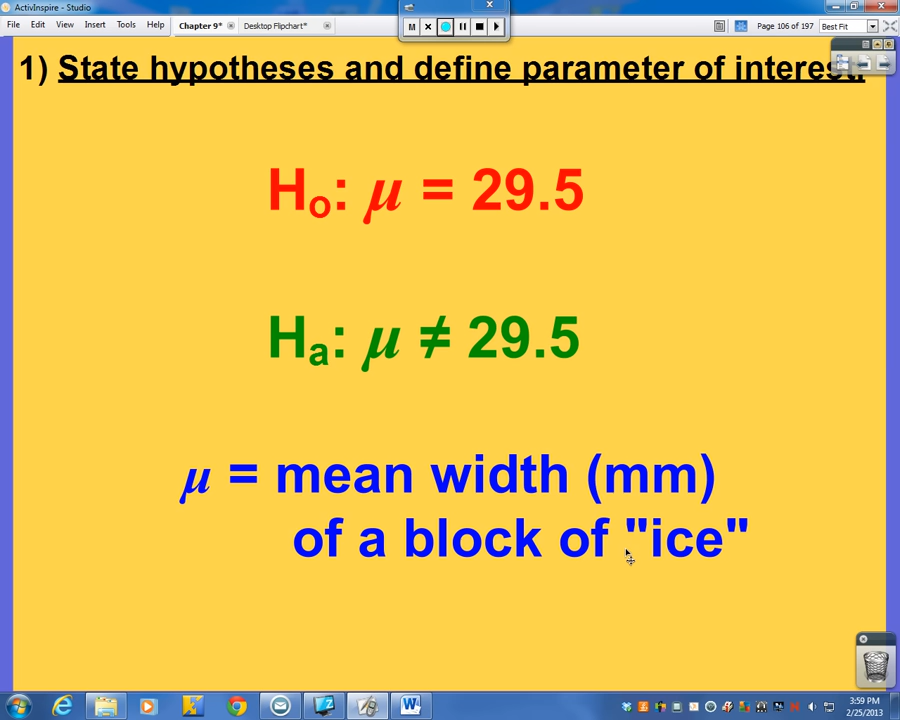 ActivInspire - Studio
File Edit View Insert Tools Help Chapter 9* Desktop Flipchart* M Page 106 of 197 Best Fit
1) State hypotheses and define parameter of interest.
Ho: μ = 29.5
Ha: μ ≠ 29.5
μ = mean width (mm)
of a block of "ice"
3:59 PM
2/25/2013